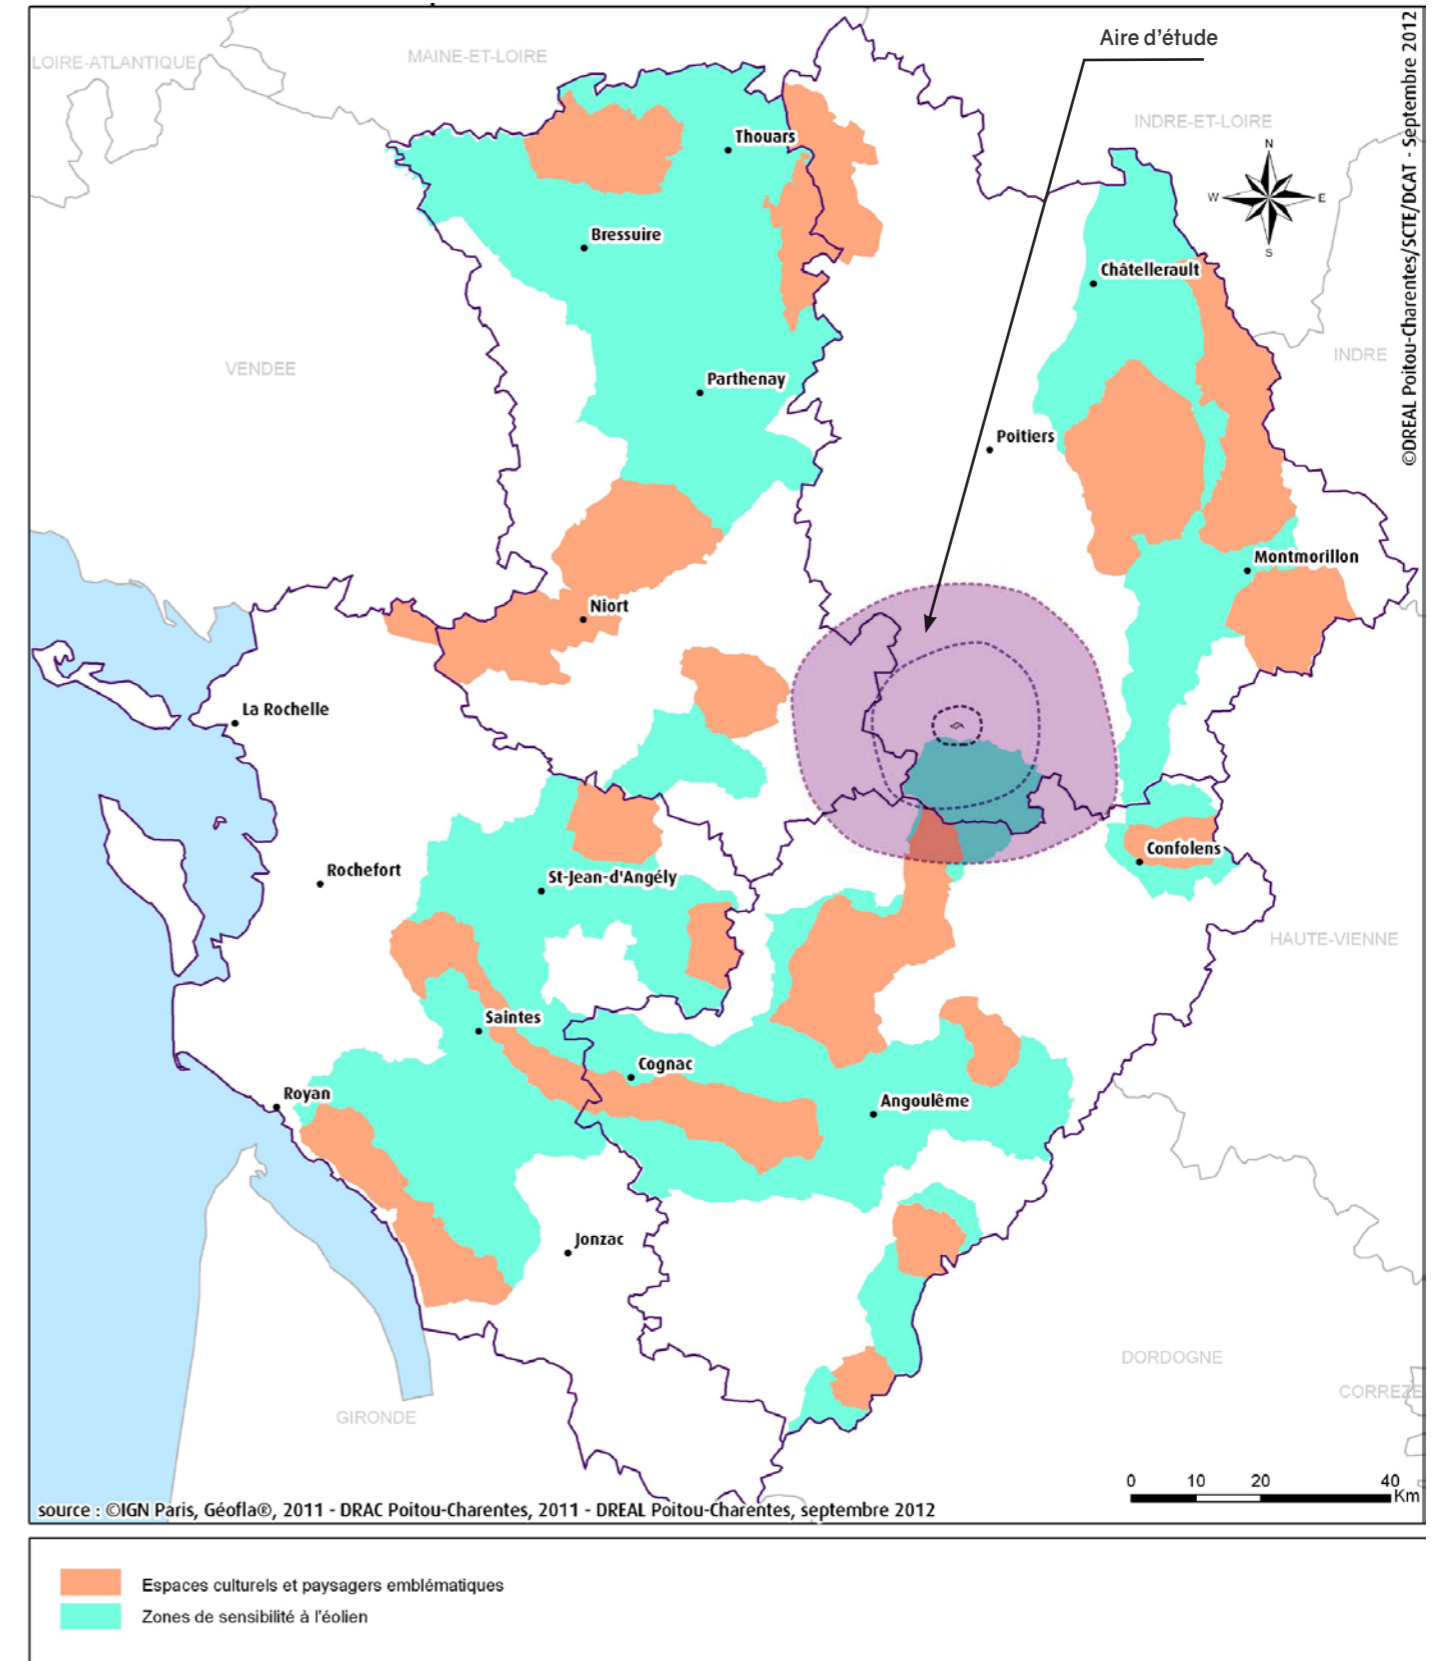 Aire d'étude
LOIRE-ATLANTIQUE
MAINE-ET-LOIRE
INDRE-ET-LOIRE
©DREAL Poitou-Charentes/SCTE/DCAT - Septembre 2012
N
W
E
S
Thouars
Bressuire
Châtellerault
INDRE
VENDEE
Parthenay
Poitiers
Montmorillon
Niort
La Rochelle
Confolens
Rochefort
St-Jean-d'Angély
HAUTE-VIENNE
Saintes
Cognac
Royan
Angoulême
Jonzac
DORDOGNE
CORREZE
GIRONDE
0 10 20 40
Km
source : ©IGN Paris, Géofla®, 2011 - DRAC Poitou-Charentes, 2011 - DREAL Poitou-Charentes, septembre 2012
Espaces culturels et paysagers emblématiques
Zones de sensibilité à l'éolien